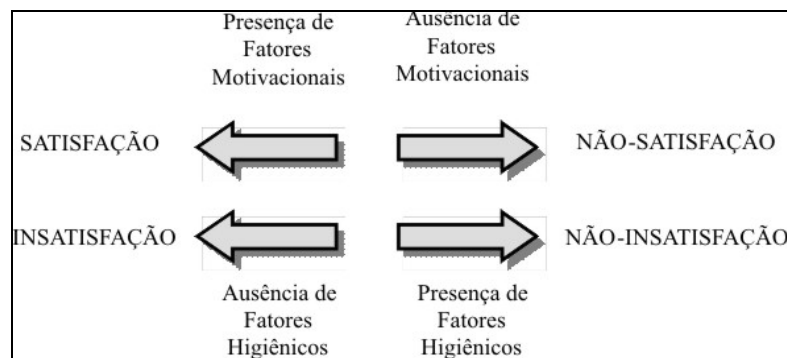 Presença de
Fatores
Motivacionais
Ausência de
Fatores
Motivacionais
SATISFAÇÃO
NÃO-SATISFAÇÃO
INSATISFAÇÃO
NÃO-INSATISFAÇÃO
Ausência de
Fatores
Higiênicos
Presença de
Fatores
Higiênicos